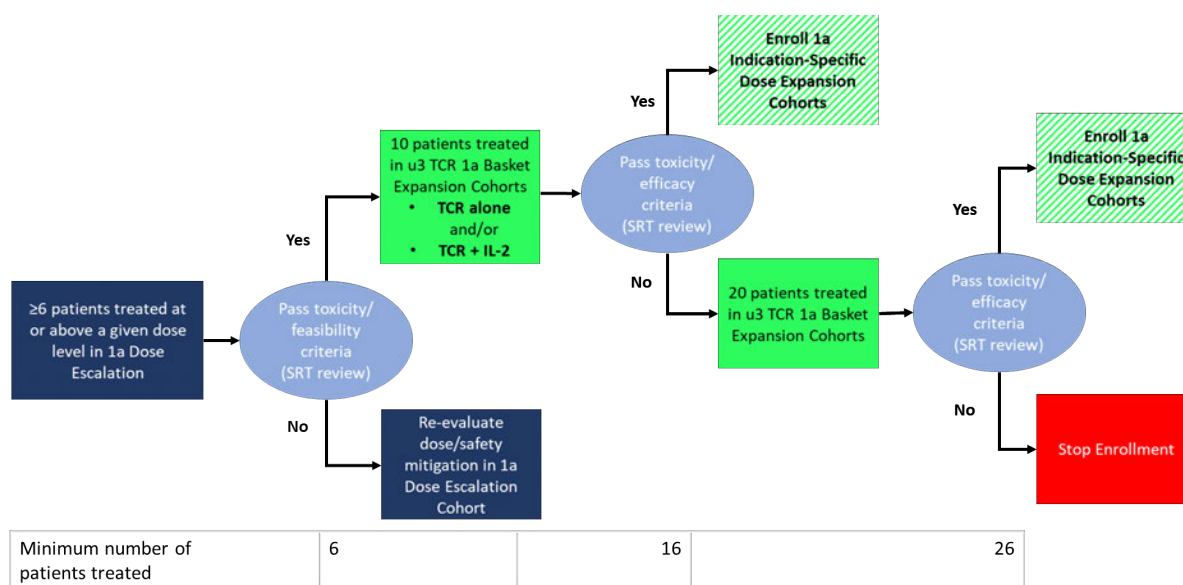 ≥6 patients treated at
or above a given dose
level in 1a Dose
Escalation
Pass toxicity/
feasibility
criteria
(SRT review)
Yes
No
10 patients treated
in u3 TCR 1a Basket
Expansion Cohorts
• TCR alone
and/or
• TCR + IL-2
Re-evaluate
dose/safety
mitigation in 1a
Dose Escalation
Cohort
Pass toxicity/
efficacy
criteria
(SRT review)
Yes
No
Enroll 1a
Indication-Specific
Dose Expansion
Cohorts
20 patients treated
in u3 TCR 1a Basket
Expansion Cohorts
Pass toxicity/
efficacy
criteria
(SRT review)
Yes
No
Enroll 1a
Indication-Specific
Dose Expansion
Cohorts
Stop Enrollment
Minimum number of
patients treated
6
16
26